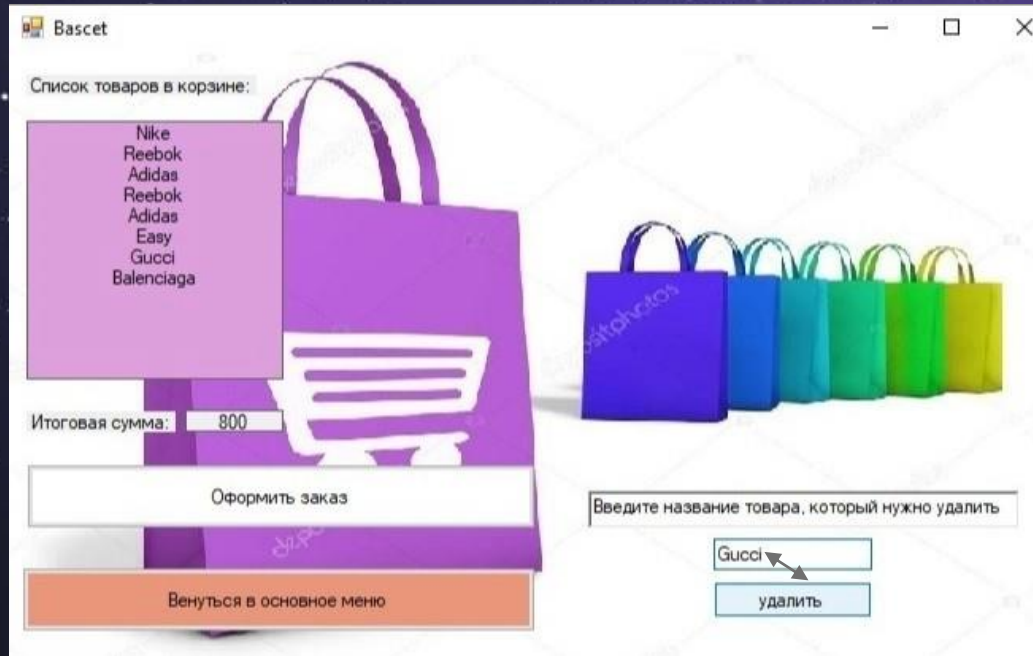 Bascet
Список товаров в корзине:
Nike
Reebok
Adidas
Reebok
Adidas
Easy
Gucci
Balenciaga
Итоговая сумма: 800
Оформить заказ
Венуться в основное меню
depositphotos
Введите название товара, который нужно удалить
Gucci
удалить